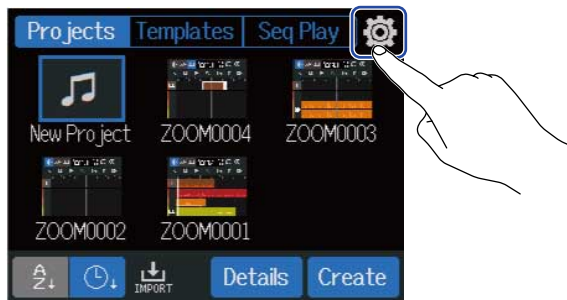 Projects Templates Seq Play
New Project ZOOM0004 ZOOM0003
ZOOM0002 ZOOM0001
A Z IMPORT Details Create